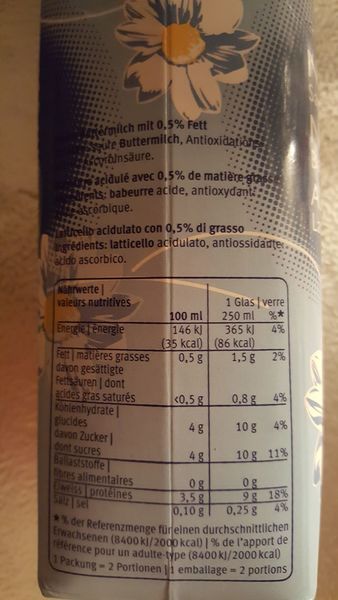 mit 0,5% Fett
Buttermilch, Antioxidations-
acidulé avec 0,5% de matière grasse
babeurre acide, antioxydant
ascorbique.
Latticello acidulato con 0,5% di grasso
Ingrédients: latticello acidulato, antiossidante:
acido ascorbico.
Nährwerte |
valeurs nutritives
1 Glas | verre
100 ml 250 ml %*
Energie | énergie 146 kJ 365 kJ 4%
(35 kcal) (86 kcal)
Fett | matières grasses 0,5 g 1,5 g 2%
davon gesättigte
Fettsäuren | dont
acides gras saturés <0,5 g 0,8 g 4%
Kohlenhydrate |
glucides 4 g 10 g 4%
davon Zucker |
dont sucres 4 g 10 g 11%
Ballaststoffe |
fibres alimentaires 0 g 0 g
Eiweiss | protéines 3,5 g 9 g 18%
Salz | sel 0,10 g 0,25 g 4%
* % der Referenzmenge für einen durchschnittlichen
Erwachsenen (8400 kJ/2000 kcal) | % de l'apport de
référence pour un adulte-type (8400 kJ/2000 kcal)
1 Packung = 2 Portionen | 1 emballage = 2 portions